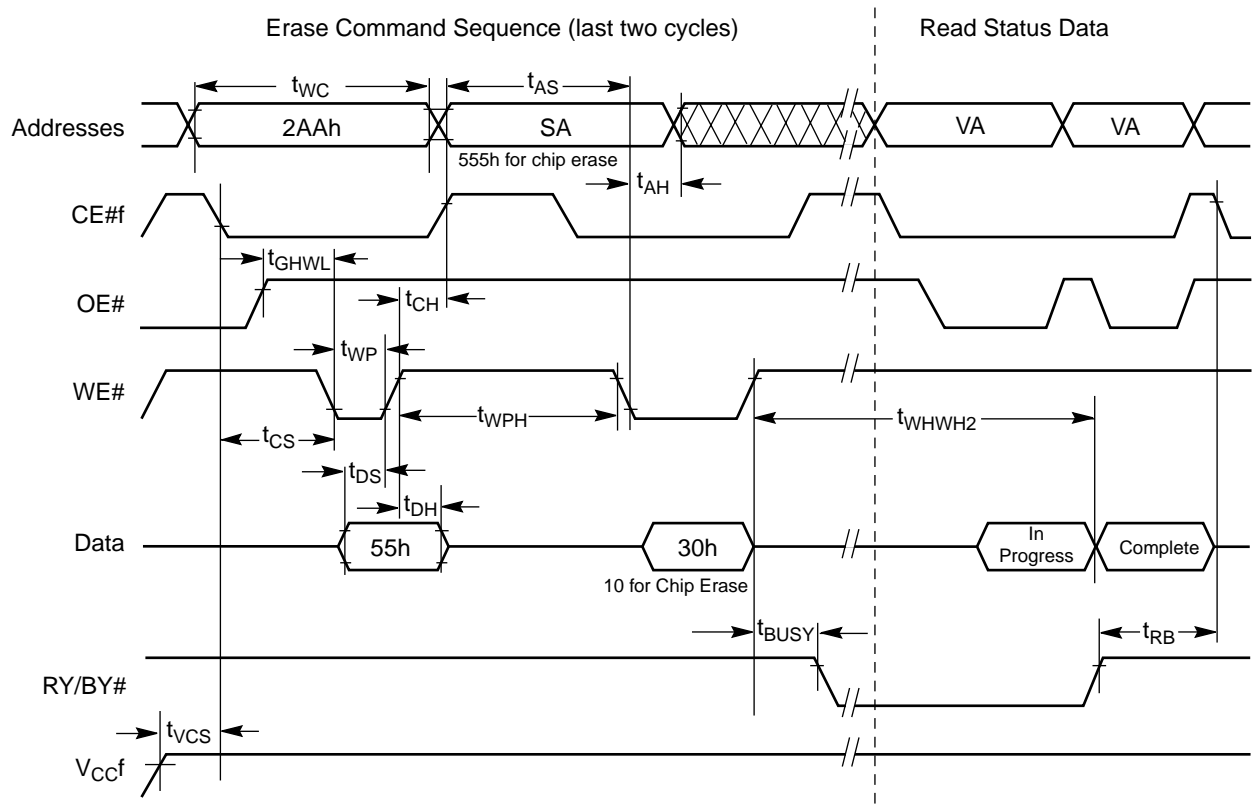 Erase Command Sequence (last two cycles)
Read Status Data
tWC
tAS
Addresses
2AAh
SA
VA
VA
555h for chip erase
tAH
CE#f
tGHWL
OE#
tCH
tWP
WE#
tWPH
tWHWH2
tCS
tDS
tDH
Data
55h
30h
In
Progress
Complete
10 for Chip Erase
tBUSY
tRB
RY/BY#
tVCS
VCCf